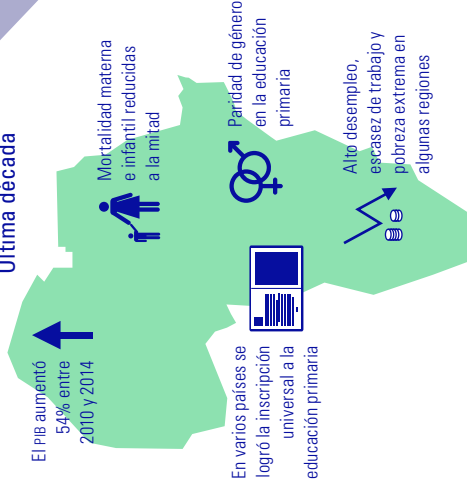 Última década
El PIB aumentó
54% entre
2010 y 2014
Mortalidad materna
e infantil reducidas
a la mitad
En varios países se
logró la inscripción
universal a la
educación primaria
Paridad de género
en la educación
primaria
Alto desempleo,
escasez de trabajo y
pobreza extrema en
algunas regiones